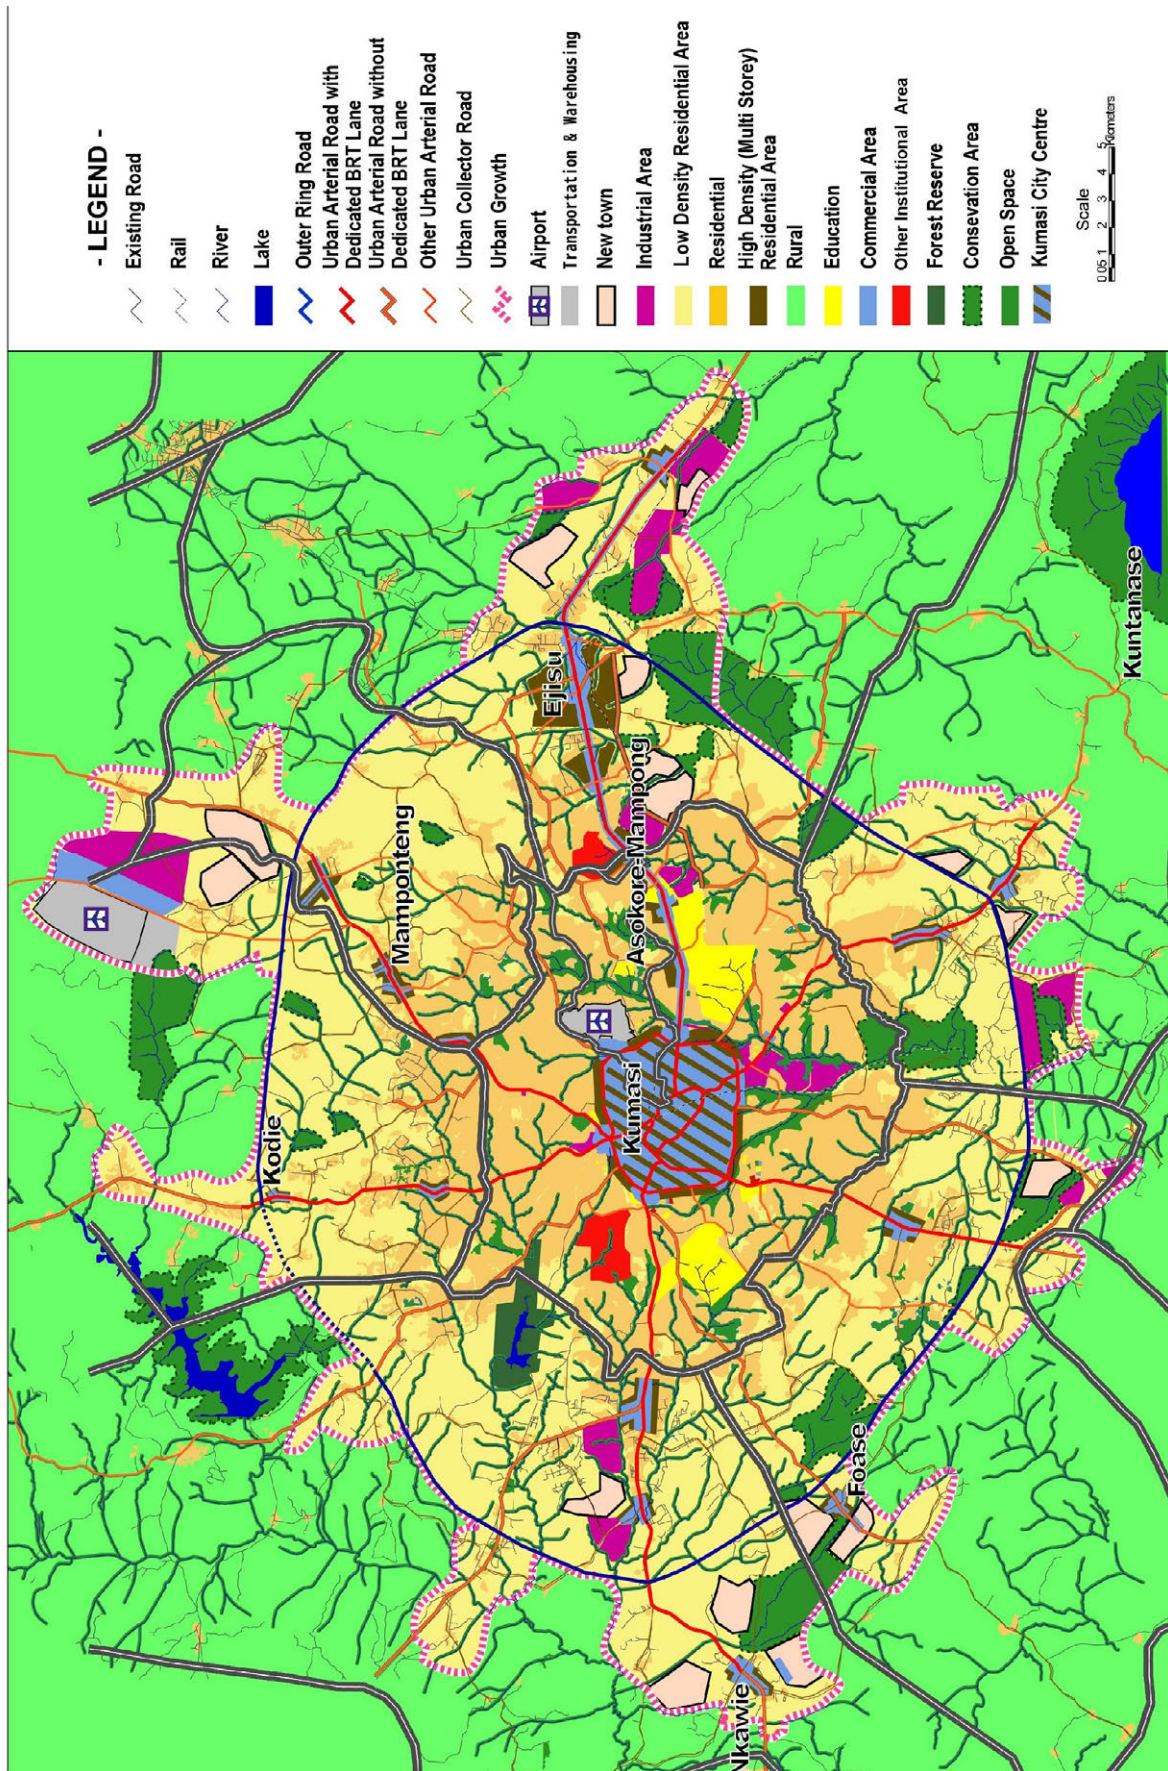 - LEGEND -
Existing Road
Rail
River
Lake
Outer Ring Road
Urban Arterial Road with
Dedicated BRT Lane
Urban Arterial Road without
Dedicated BRT Lane
Other Urban Arterial Road
Urban Collector Road
Urban Growth
Airport
Transportation & Warehousing
New town
Industrial Area
Low Density Residential Area
Residential
High Density (Multi Storey)
Residential Area
Rural
Education
Commercial Area
Other Institutional Area
Forest Reserve
Consevation Area
Open Space
Kumasi City Centre
Scale
0 0.5 1 2 3 4 5
Kilometers
Kodie
Mamponteng
Ejisu
Asokore-Mampong
Kumasi
Foase
Nkawie
Kuntanase